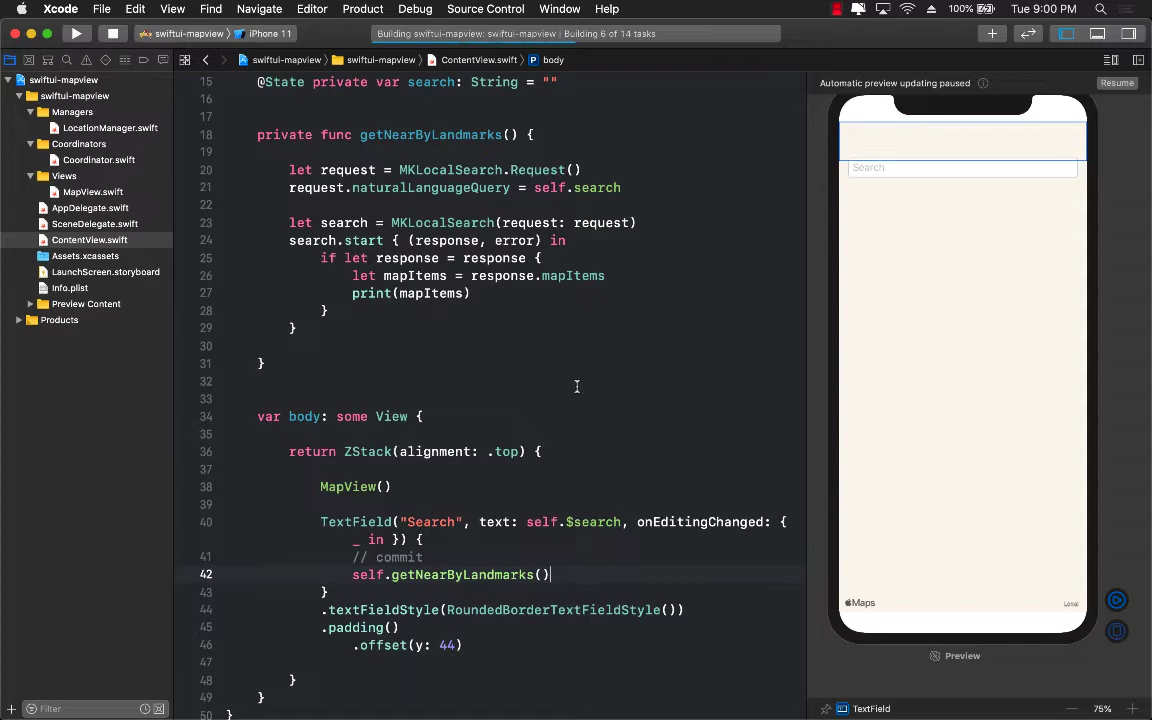 Xcode File Edit View Find Navigate Editor Product Debug Source Control Window Help 100% Tue 9:00 PM
swiftui-mapview iPhone 11 Building swiftui-mapview: swiftui-mapview | Building 6 of 14 tasks
swiftui-mapview swiftui-mapview ContentView.swift P body
swiftui-mapview
swiftui-mapview
Managers
LocationManager.swift
Coordinators
Coordinator.swift
Views
MapView.swift
AppDelegate.swift
SceneDelegate.swift
ContentView.swift
Assets.xcassets
LaunchScreen.storyboard
Info.plist
Preview Content
Products
Filter
15 @State private var search: String = ""
16
17
18 private func getNearByLandmarks() {
19
20 let request = MKLocalSearch.Request()
21 request.naturalLanguageQuery = self.search
22
23 let search = MKLocalSearch(request: request)
24 search.start { (response, error) in
25 if let response = response {
26 let mapItems = response.mapItems
27 print(mapItems)
28 }
29 }
30
31 }
32
33
34 var body: some View {
35
36 return ZStack(alignment: .top) {
37
38 MapView()
39
40 TextField("Search", text: self.$search, onEditingChanged: {
_ in }) {
41 // commit
42 self.getNearByLandmarks()
43 }
44 .textFieldStyle(RoundedBorderTextFieldStyle())
45 .padding()
46 .offset(y: 44)
47
48 }
49 }
50 }
Automatic preview updating paused Resume
Search
Maps Legal
Preview
TextField 75%